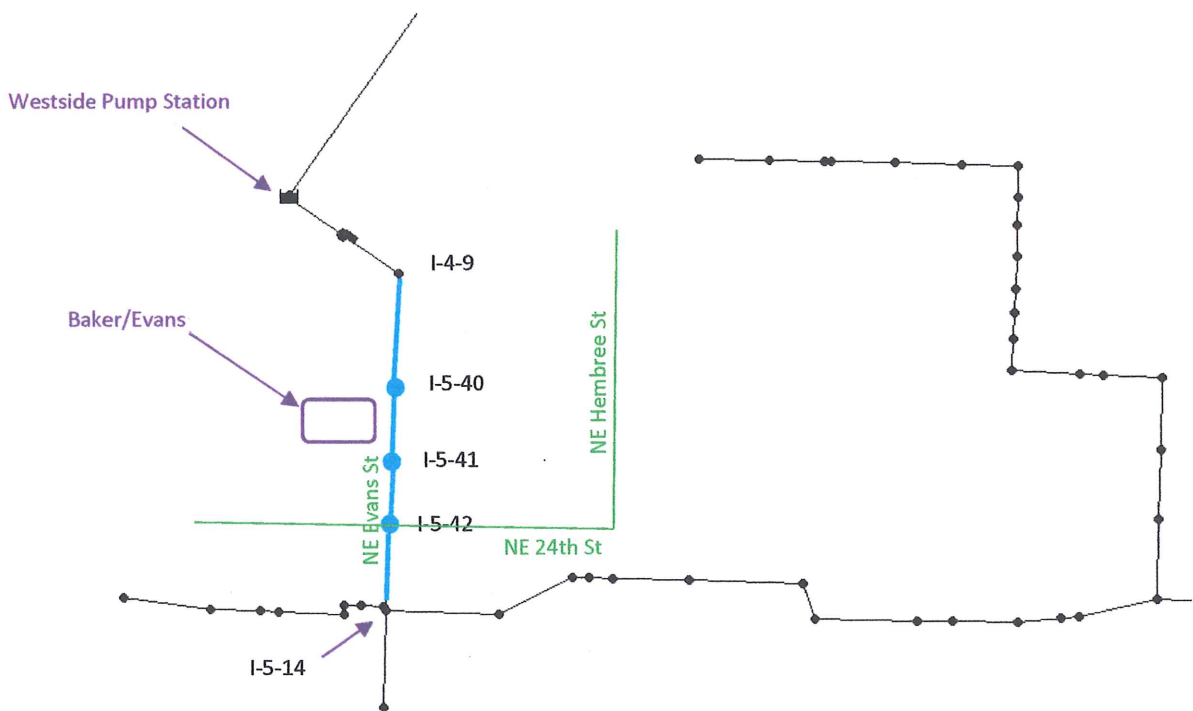 Westside Pump Station
I-4-9
Baker/Evans
I-5-40
NE Hembree St
I-5-41
NE Evans St
I-5-42
NE 24th St
I-5-14